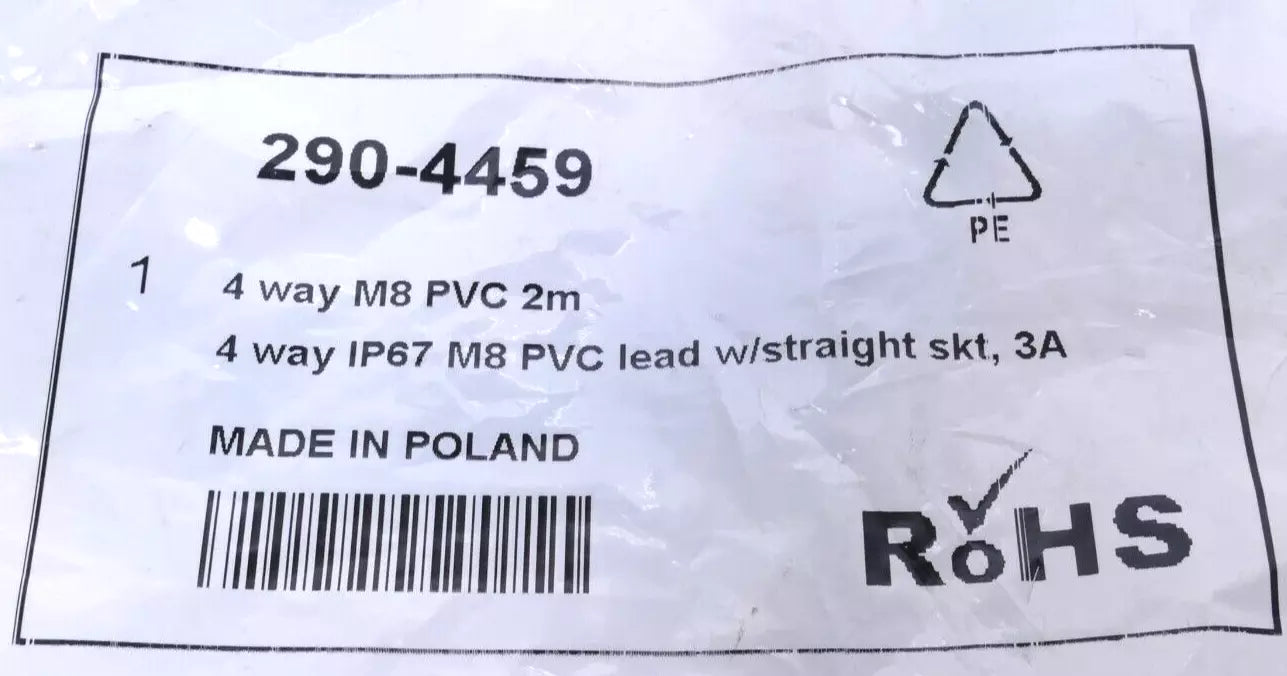 290-4459
PE
1 4 way M8 PVC 2m
4 way IP67 M8 PVC lead w/straight skt, 3A
MADE IN POLAND
RoHS